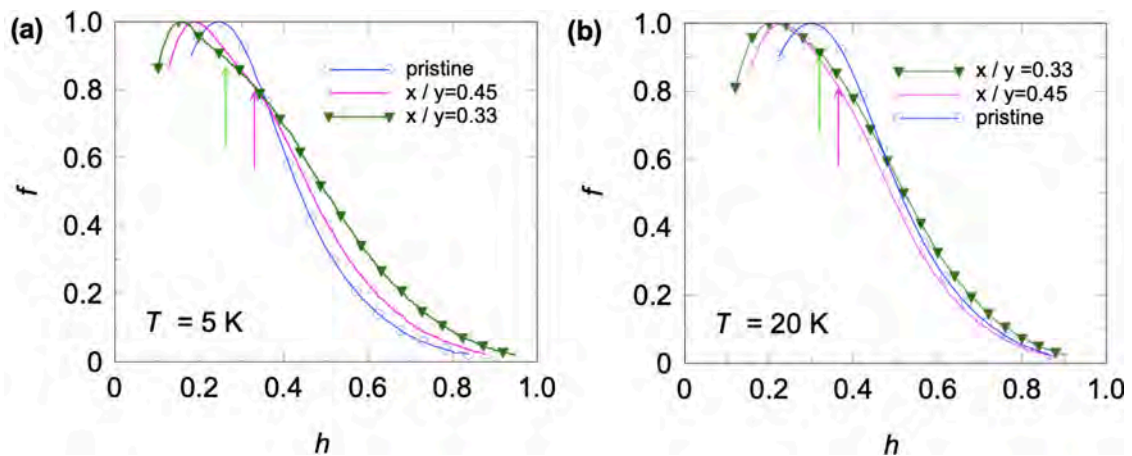 (a)
1.0
0.8
0.6
0.4
0.2
0
f
pristine
x / y=0.45
x / y=0.33
T = 5 K
0 0.2 0.4 0.6 0.8 1.0
h
(b)
1.0
0.8
0.6
0.4
0.2
0
f
x / y=0.33
x / y=0.45
pristine
T = 20 K
0 0.2 0.4 0.6 0.8 1.0
h